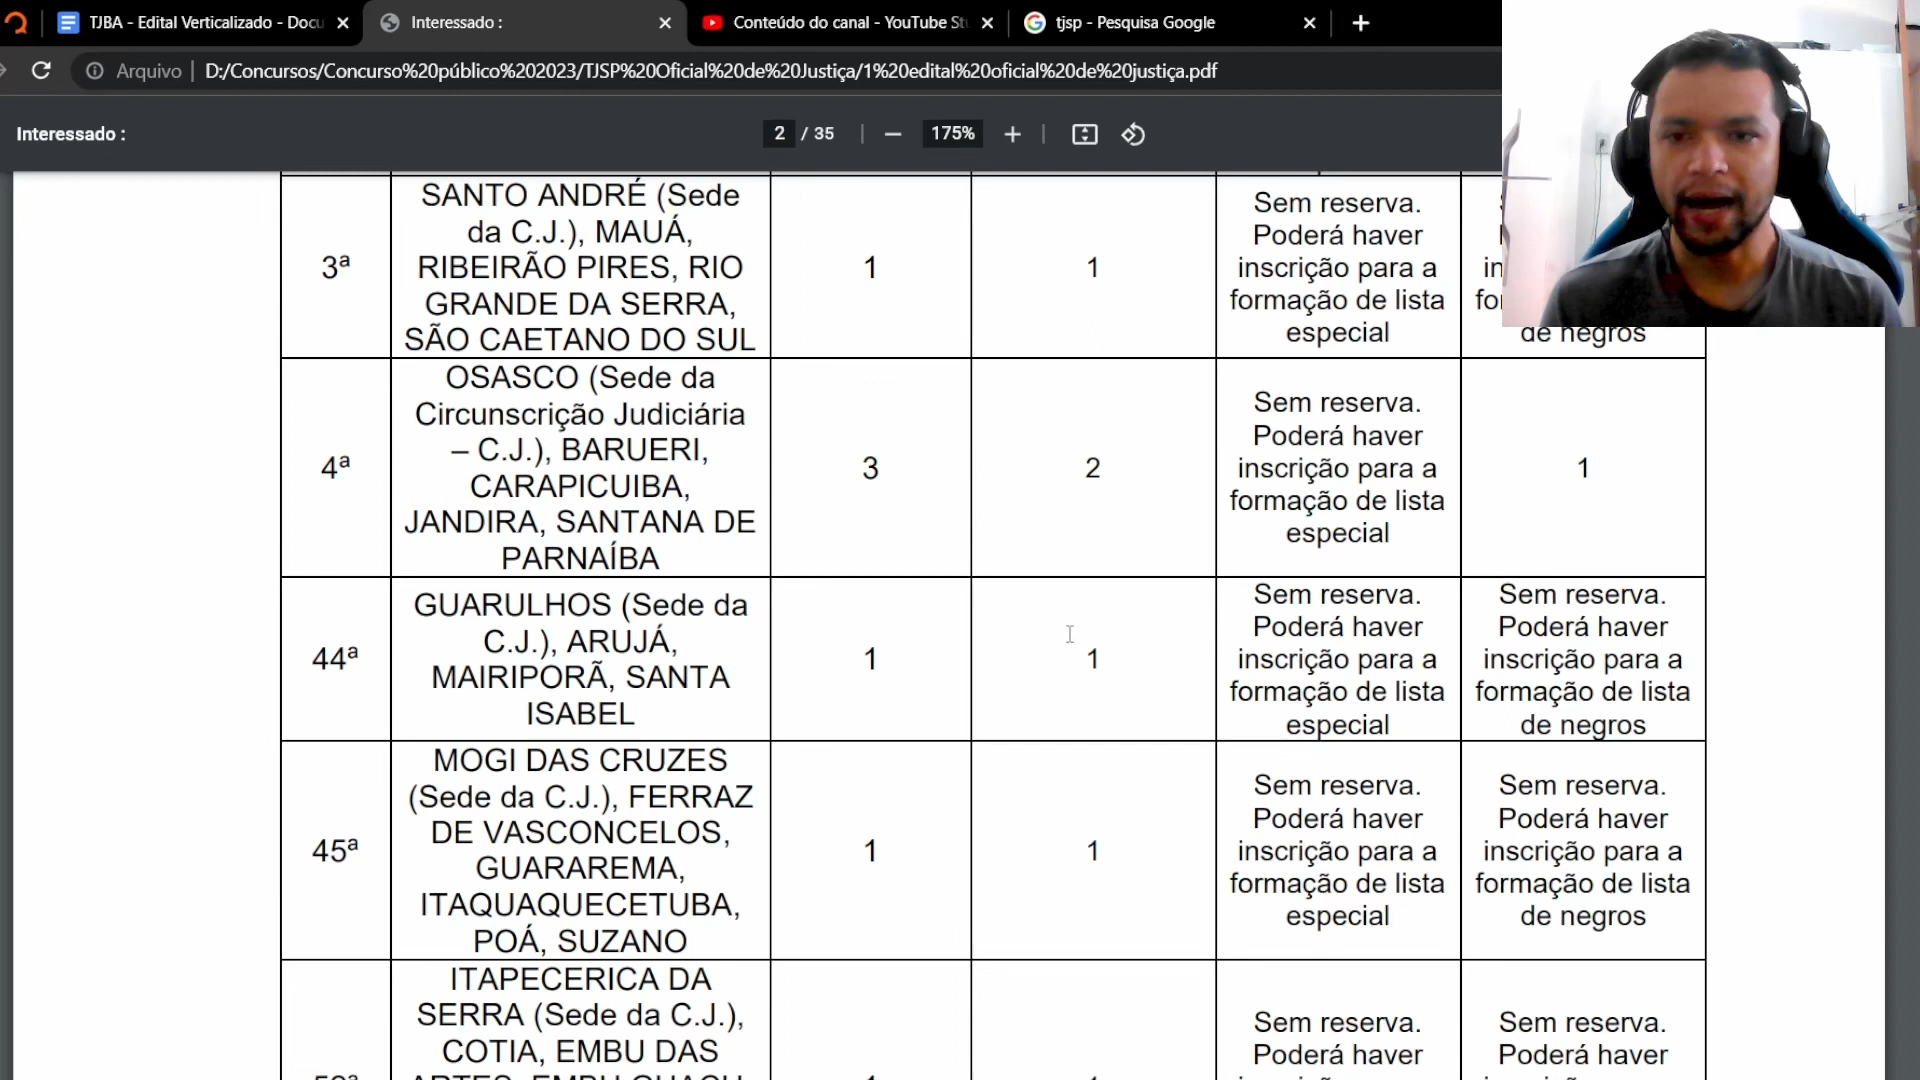 TJBA - Edital Verticalizado - Docu
Interessado :
Conteúdo do canal - YouTube St
tjsp - Pesquisa Google
Arquivo
D:/Concursos/Concurso%20público%202023/TJSP%20Oficial%20de%20Justiça/1%20edital%20oficial%20de%20justiça.pdf
Interessado :
2 / 35
175%
SANTO ANDRÉ (Sede
da C.J.), MAUÁ,
RIBEIRÃO PIRES, RIO
GRANDE DA SERRA,
SÃO CAETANO DO SUL
3ª
1
1
Sem reserva.
Poderá haver
inscrição para a
formação de lista
especial
de negros
4ª
OSASCO (Sede da
Circunscrição Judiciária
– C.J.), BARUERI,
CARAPICUIBA,
JANDIRA, SANTANA DE
PARNAÍBA
3
2
Sem reserva.
Poderá haver
inscrição para a
formação de lista
especial
1
44ª
GUARULHOS (Sede da
C.J.), ARUJÁ,
MAIRIPORÃ, SANTA
ISABEL
1
1
Sem reserva.
Poderá haver
inscrição para a
formação de lista
especial
Sem reserva.
Poderá haver
inscrição para a
formação de lista
de negros
45ª
MOGI DAS CRUZES
(Sede da C.J.), FERRAZ
DE VASCONCELOS,
GUARAREMA,
ITAQUAQUECETUBA,
POÁ, SUZANO
1
1
Sem reserva.
Poderá haver
inscrição para a
formação de lista
especial
Sem reserva.
Poderá haver
inscrição para a
formação de lista
de negros
ITAPECERICA DA
SERRA (Sede da C.J.),
COTIA, EMBU DAS
Sem reserva.
Poderá haver
Sem reserva.
Poderá haver